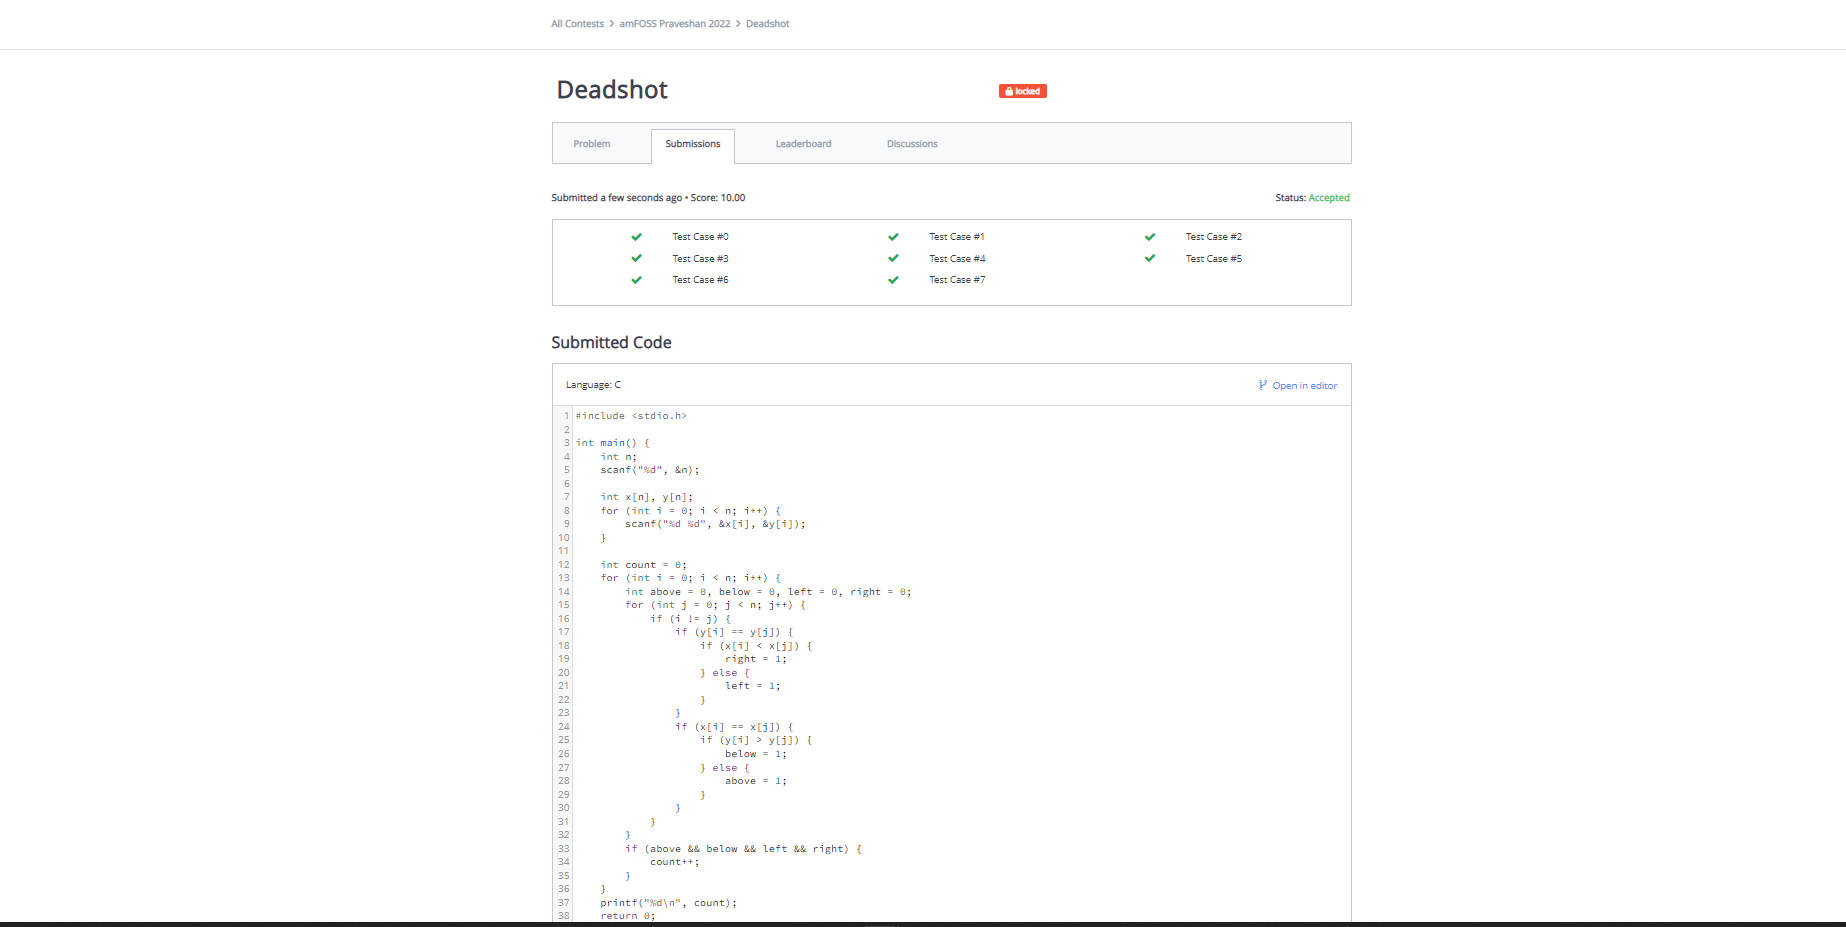 All Contests > amFOSS Praveshan 2022 > Deadshot
Deadshot
locked
Problem
Submissions
Leaderboard
Discussions
Submitted a few seconds ago • Score: 10.00
Status: Accepted
Test Case #0
Test Case #1
Test Case #2
Test Case #3
Test Case #4
Test Case #5
Test Case #6
Test Case #7
Submitted Code
Language: C
Open in editor
1 #include <stdio.h>
2
3 int main() {
4     int n;
5     scanf("%d", &n);
6
7     int x[n], y[n];
8     for (int i = 0; i < n; i++) {
9         scanf("%d %d", &x[i], &y[i]);
10     }
11
12     int count = 0;
13     for (int i = 0; i < n; i++) {
14         int above = 0, below = 0, left = 0, right = 0;
15         for (int j = 0; j < n; j++) {
16             if (i != j) {
17                 if (y[i] == y[j]) {
18                     if (x[i] < x[j]) {
19                         right = 1;
20                     } else {
21                         left = 1;
22                     }
23                 }
24                 if (x[i] == x[j]) {
25                     if (y[i] > y[j]) {
26                         below = 1;
27                     } else {
28                         above = 1;
29                     }
30                 }
31             }
32         }
33         if (above && below && left && right) {
34             count++;
35         }
36     }
37     printf("%d\n", count);
38     return 0;